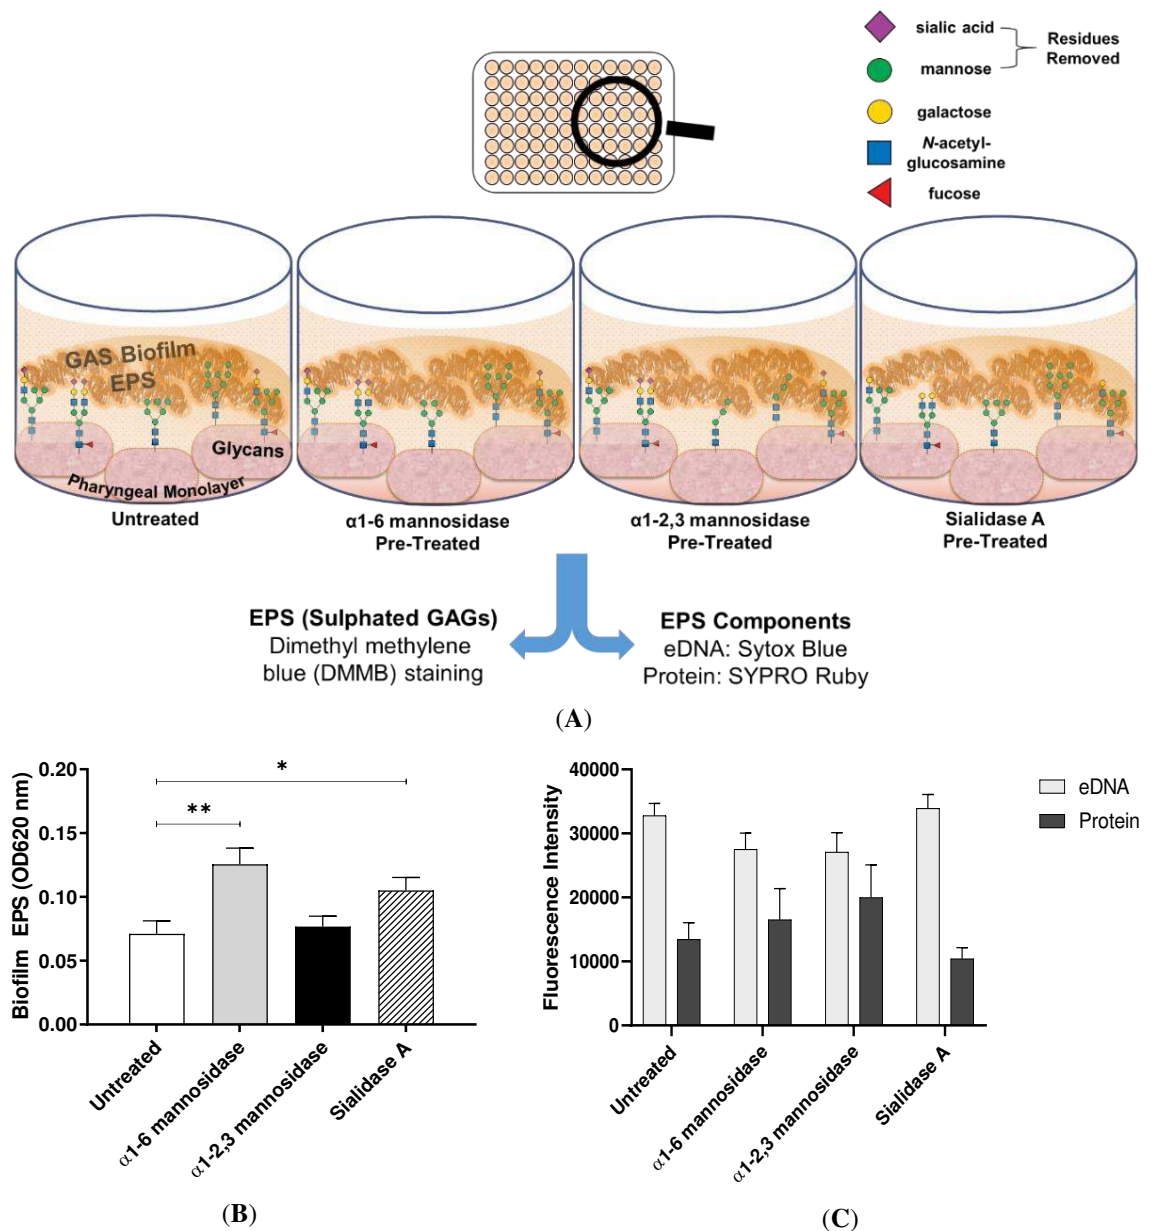 sialic acid
mannose
Residues
Removed
galactose
N-acetyl-
glucosamine
fucose
GAS Biofilm
EPS
Glycans
Pharyngeal Monolayer
Untreated
α1-6 mannosidase
Pre-Treated
α1-2,3 mannosidase
Pre-Treated
Sialidase A
Pre-Treated
EPS (Sulphated GAGs)
Dimethyl methylene
blue (DMMB) staining
EPS Components
eDNA: Sytox Blue
Protein: SYPRO Ruby
(A)
Biofilm EPS (OD620 nm)
0.20
0.15
0.10
0.05
0.00
*
**
Untreated
α1-6 mannosidase
α1-2,3 mannosidase
Sialidase A
(B)
Fluorescence Intensity
40000
30000
20000
10000
0
eDNA
Protein
Untreated
α1-6 mannosidase
α1-2,3 mannosidase
Sialidase A
(C)